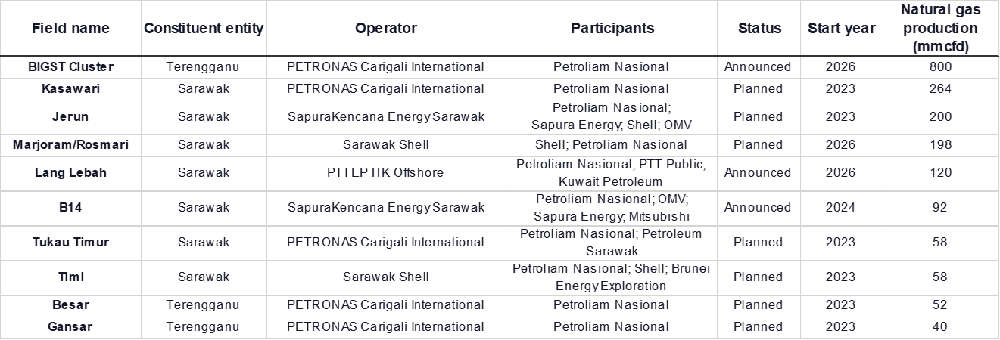 Field name Constituent entity Operator Participants Status Start year Natural gas production (mmcfd)
BIGST Cluster Terengganu PETRONAS Carigali International Petroliam Nasional Announced 2026 800
Kasawari Sarawak PETRONAS Carigali International Petroliam Nasional Planned 2023 264
Jerun Sarawak SapuraKencana Energy Sarawak Petroliam Nasional; Sapura Energy; Shell; OMV Planned 2023 200
Marjoram/Rosmari Sarawak Sarawak Shell Shell; Petroliam Nasional Planned 2026 198
Lang Lebah Sarawak PTTEP HK Offshore Petroliam Nasional; PTT Public; Kuwait Petroleum Announced 2026 120
B14 Sarawak SapuraKencana Energy Sarawak Petroliam Nasional; OMV; Sapura Energy; Mitsubishi Announced 2024 92
Tukau Timur Sarawak PETRONAS Carigali International Petroliam Nasional; Petroleum Sarawak Planned 2023 58
Timi Sarawak Sarawak Shell Petroliam Nasional; Shell; Brunei Energy Exploration Planned 2023 58
Besar Terengganu PETRONAS Carigali International Petroliam Nasional Planned 2023 52
Gansar Terengganu PETRONAS Carigali International Petroliam Nasional Planned 2023 40